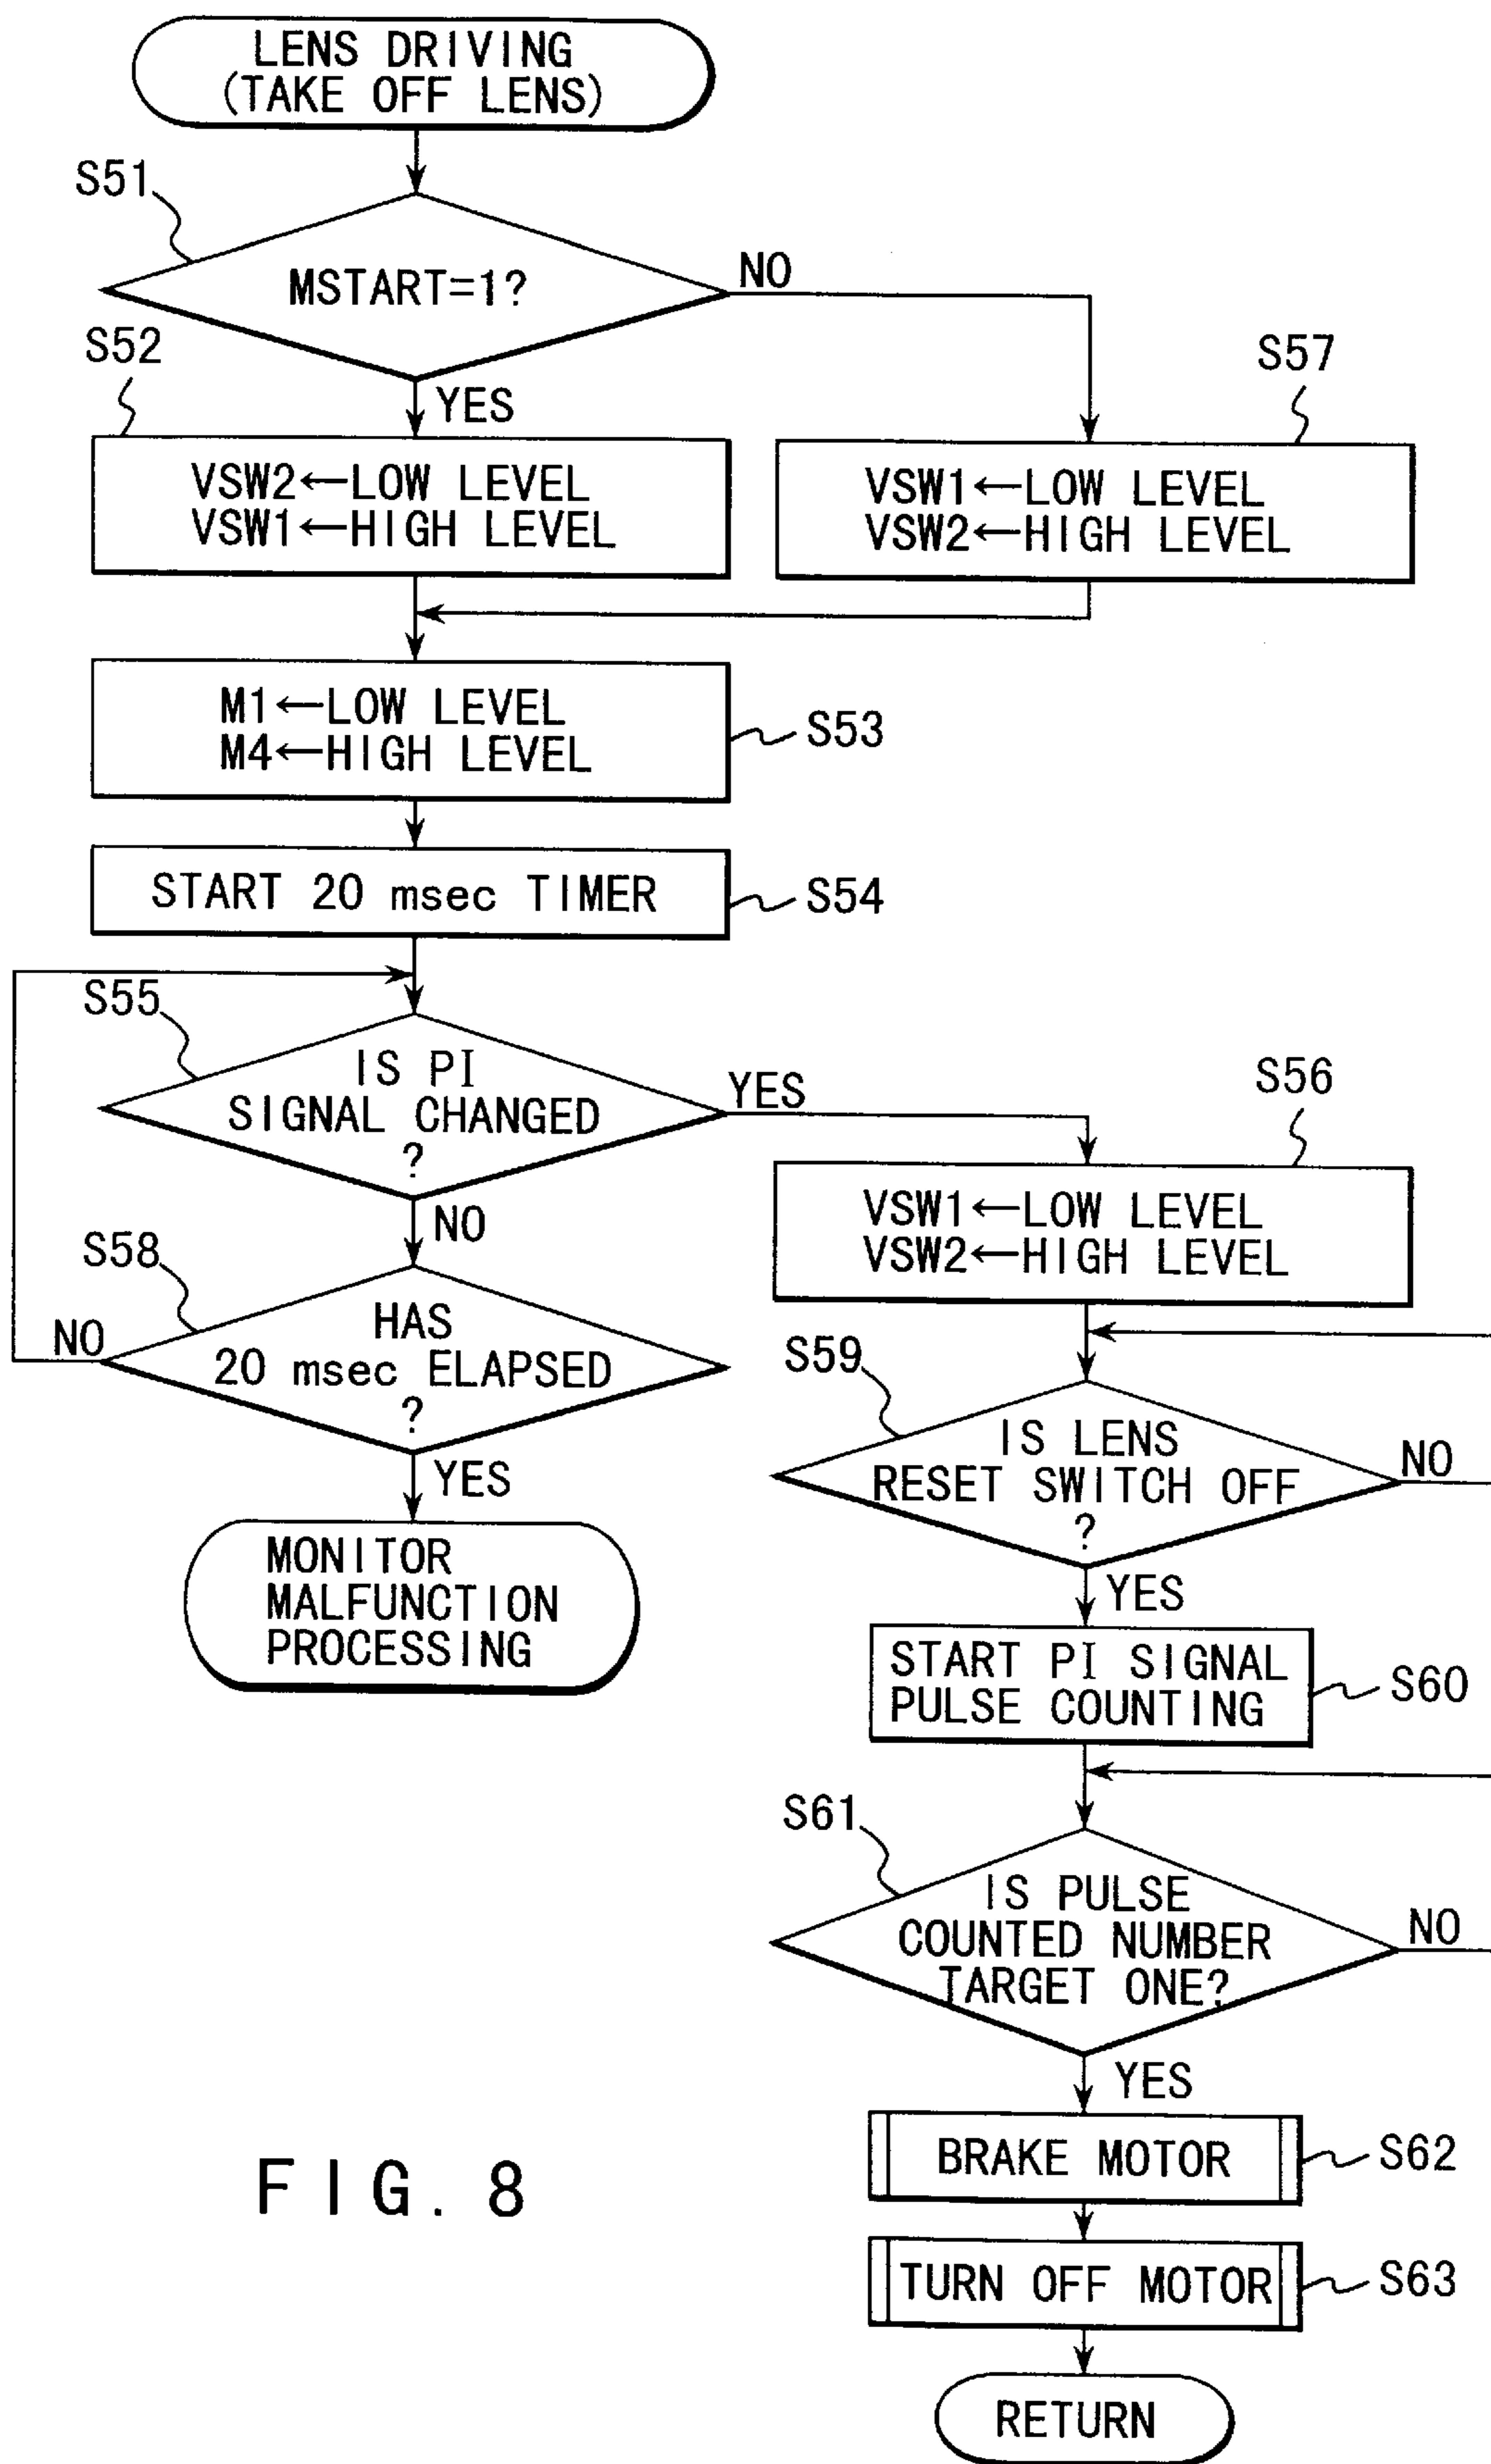 LENS DRIVING
(TAKE OFF LENS)
S51
MSTART=1?
NO
YES
S52
VSW2←LOW LEVEL
VSW1←HIGH LEVEL
S57
VSW1←LOW LEVEL
VSW2←HIGH LEVEL
M1←LOW LEVEL
M4←HIGH LEVEL
S53
START 20 msec TIMER
S54
S55
IS PI
SIGNAL CHANGED
?
YES
NO
S56
VSW1←LOW LEVEL
VSW2←HIGH LEVEL
S58
HAS
20 msec ELAPSED
?
NO
YES
MONITOR
MALFUNCTION
PROCESSING
S59
IS LENS
RESET SWITCH OFF
?
NO
YES
START PI SIGNAL
PULSE COUNTING
S60
S61
IS PULSE
COUNTED NUMBER
TARGET ONE?
NO
YES
BRAKE MOTOR
S62
TURN OFF MOTOR
S63
RETURN
FIG. 8